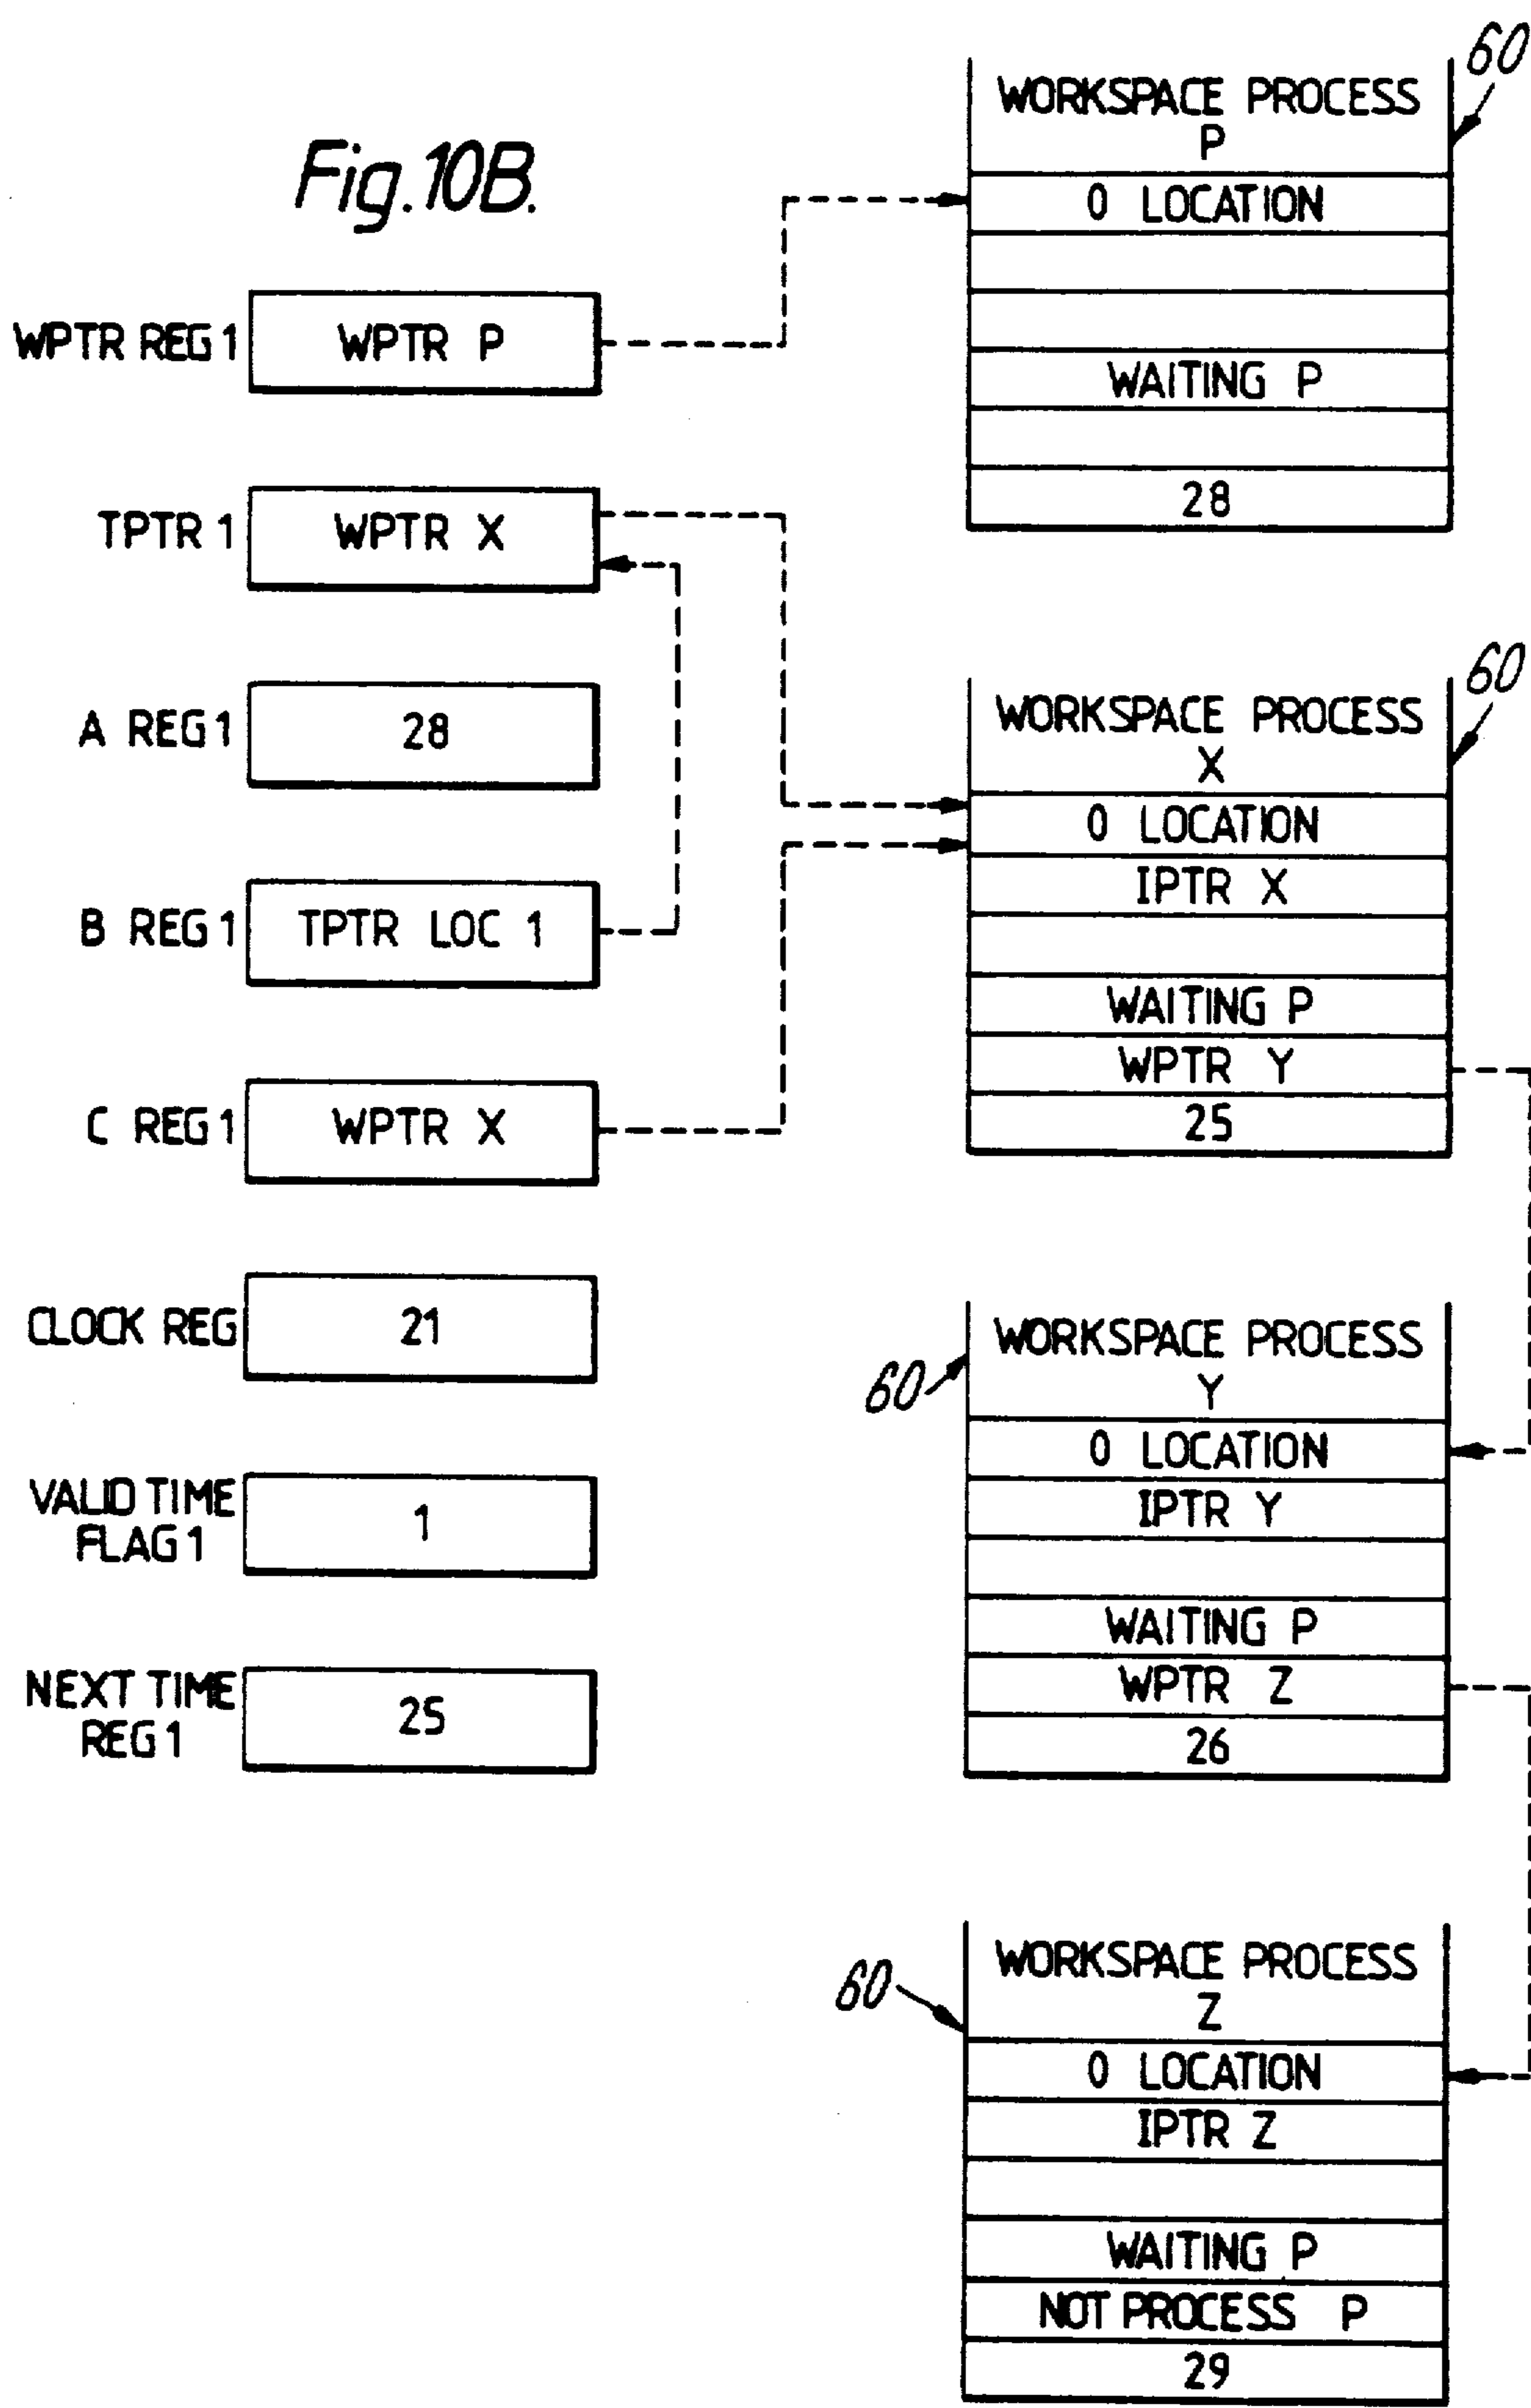 Fig.10B.
WPTR REG 1
WPTR P
TPTR 1
WPTR X
A REG 1
28
B REG 1
TPTR LOC 1
C REG 1
WPTR X
CLOCK REG
21
VALID TIME
FLAG 1
1
NEXT TIME
REG 1
25
60
WORKSPACE PROCESS
P
0 LOCATION
WAITING P
28
60
WORKSPACE PROCESS
X
0 LOCATION
IPTR X
WAITING P
WPTR Y
25
60
WORKSPACE PROCESS
Y
0 LOCATION
IPTR Y
WAITING P
WPTR Z
26
60
WORKSPACE PROCESS
Z
0 LOCATION
IPTR Z
WAITING P
NOT PROCESS P
29